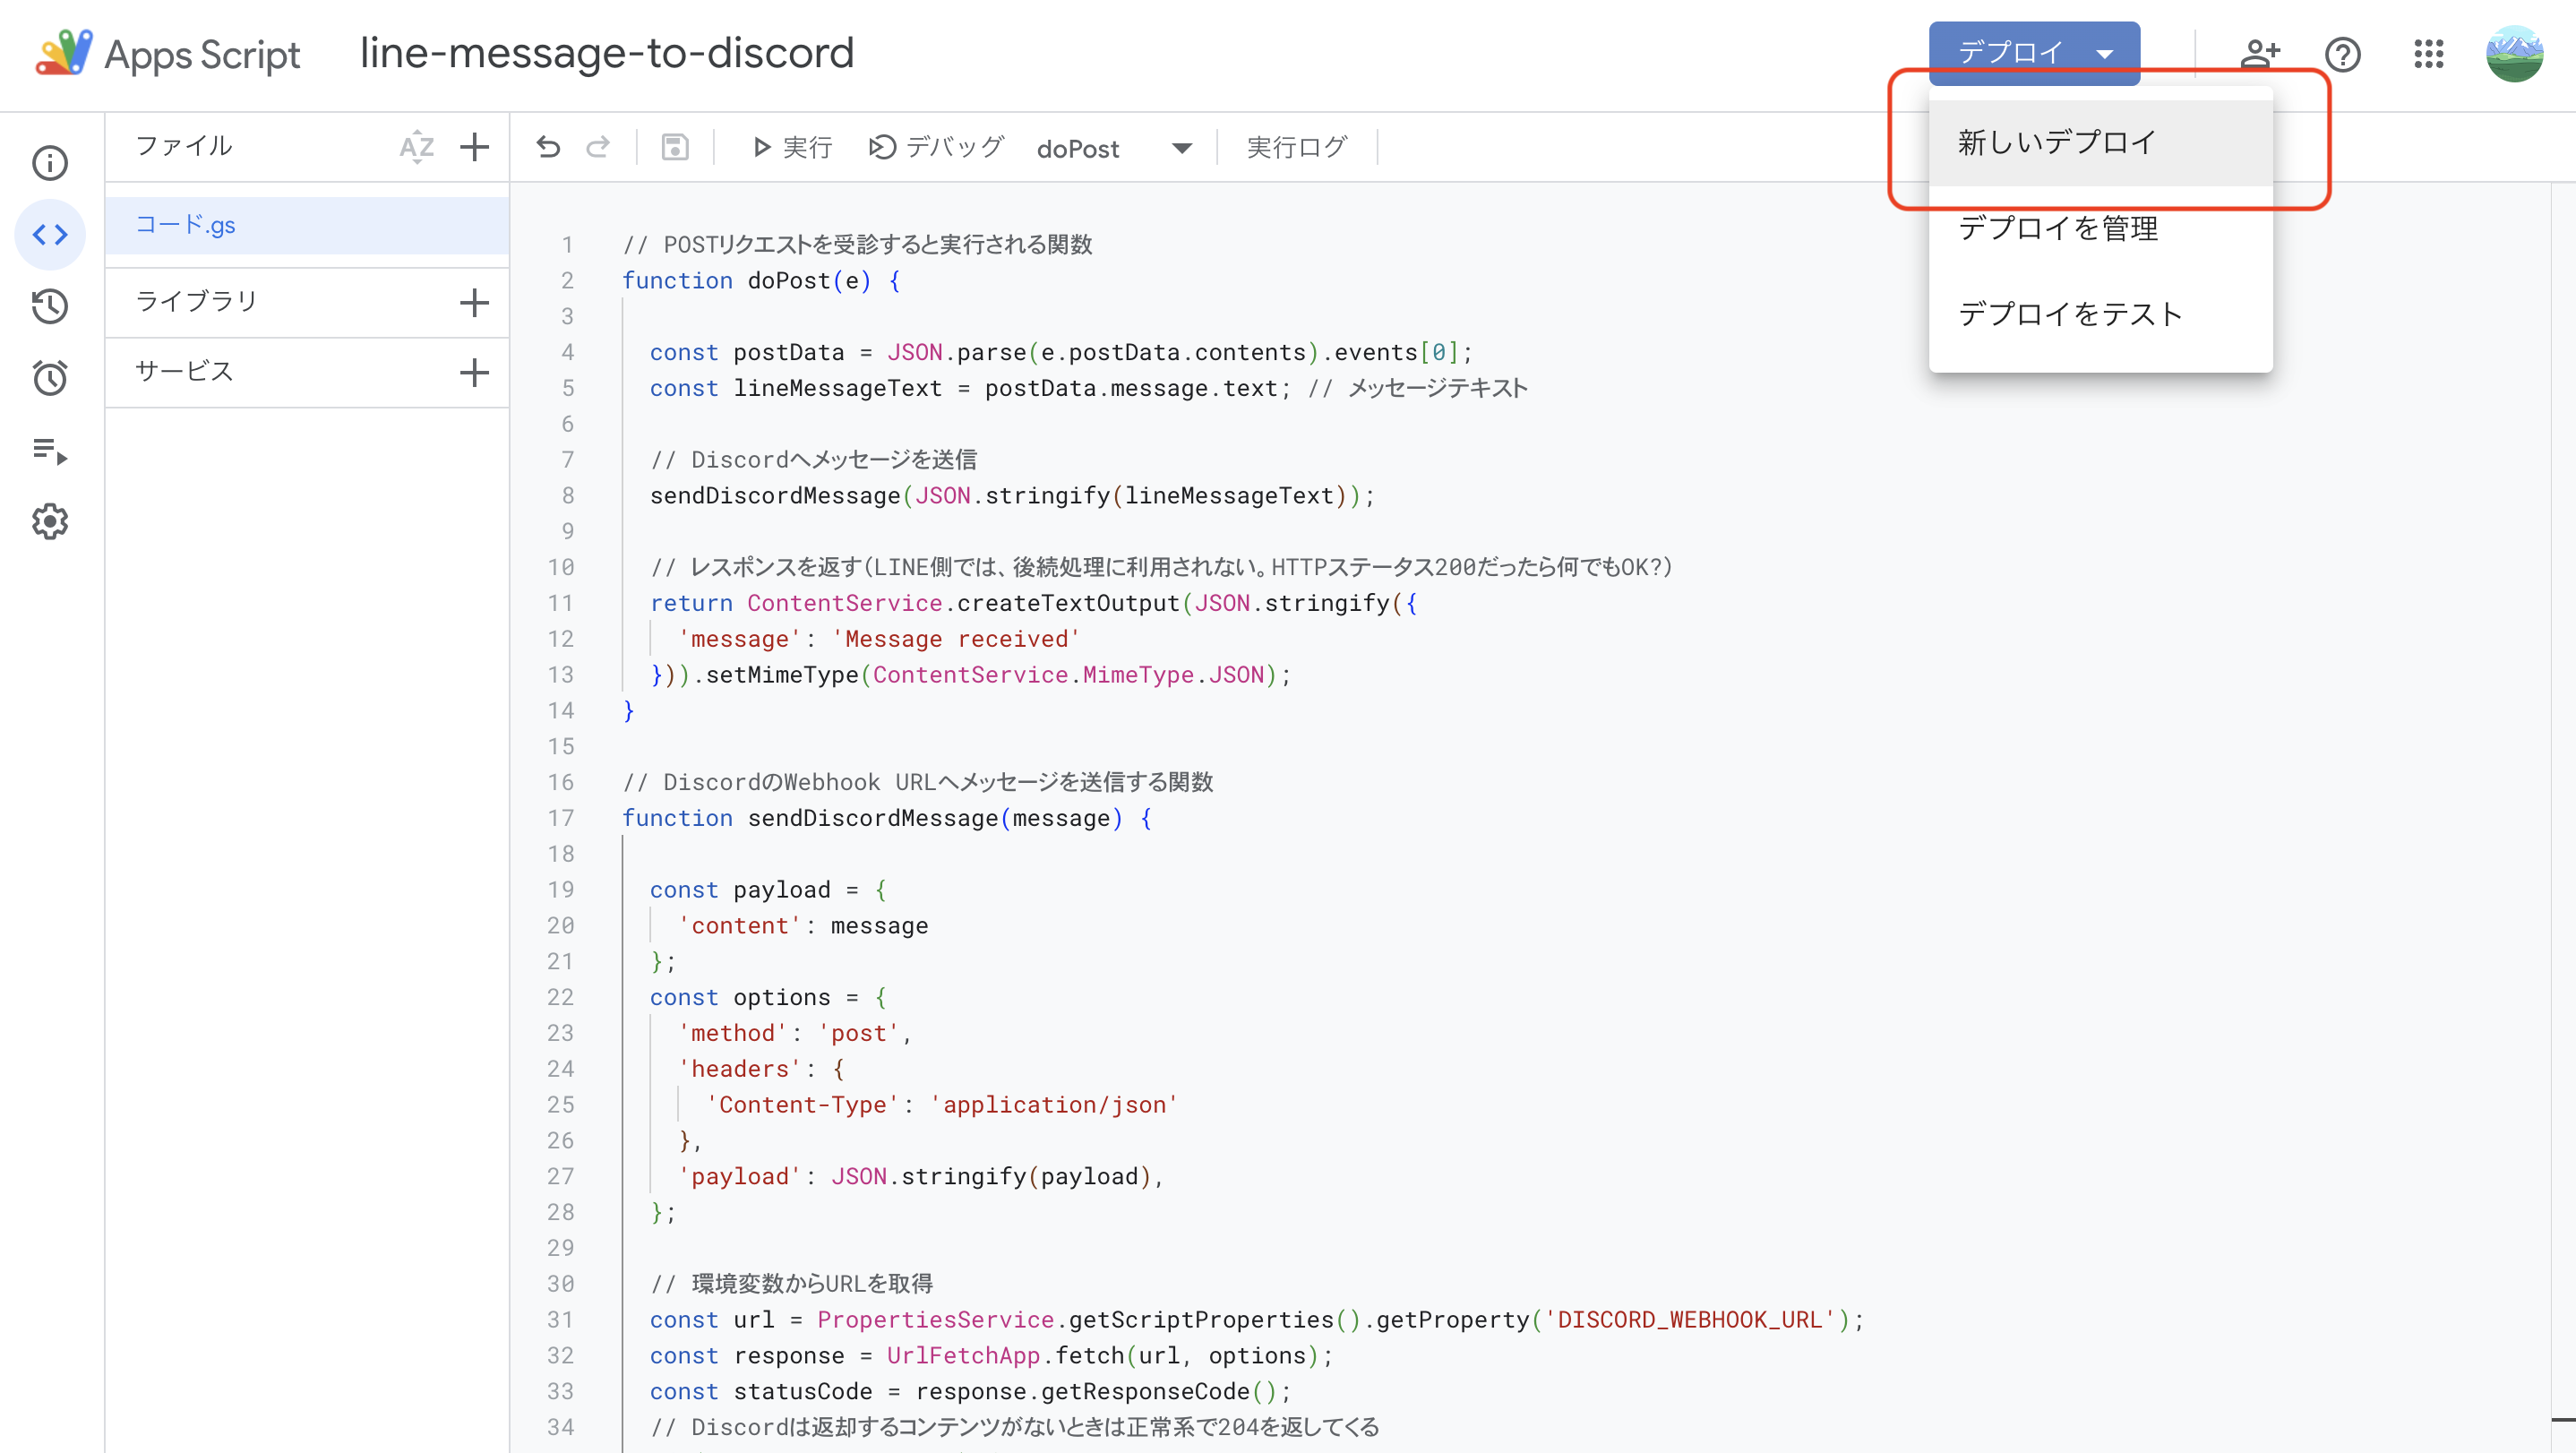 Apps Script line-message-to-discord デプロイ
新しいデプロイ
デプロイを管理
デプロイをテスト
ファイル AZ
コード.gs
ライブラリ
サービス
実行 デバッグ doPost 実行ログ
1 // POSTリクエストを受診すると実行される関数
2 function doPost(e) {
3
4 const postData = JSON.parse(e.postData.contents).events[0];
5 const lineMessageText = postData.message.text; // メッセージテキスト
6
7 // Discordへメッセージを送信
8 sendDiscordMessage(JSON.stringify(lineMessageText));
9
10 // レスポンスを返す(LINE側では、後続処理に利用されない。HTTPステータス200だったら何でもOK?)
11 return ContentService.createTextOutput(JSON.stringify({
12 'message': 'Message received'
13 })).setMimeType(ContentService.MimeType.JSON);
14 }
15
16 // DiscordのWebhook URLへメッセージを送信する関数
17 function sendDiscordMessage(message) {
18
19 const payload = {
20 'content': message
21 };
22 const options = {
23 'method': 'post',
24 'headers': {
25 'Content-Type': 'application/json'
26 },
27 'payload': JSON.stringify(payload),
28 };
29
30 // 環境変数からURLを取得
31 const url = PropertiesService.getScriptProperties().getProperty('DISCORD_WEBHOOK_URL');
32 const response = UrlFetchApp.fetch(url, options);
33 const statusCode = response.getResponseCode();
34 // Discordは返却するコンテンツがないときは正常系で204を返してくる